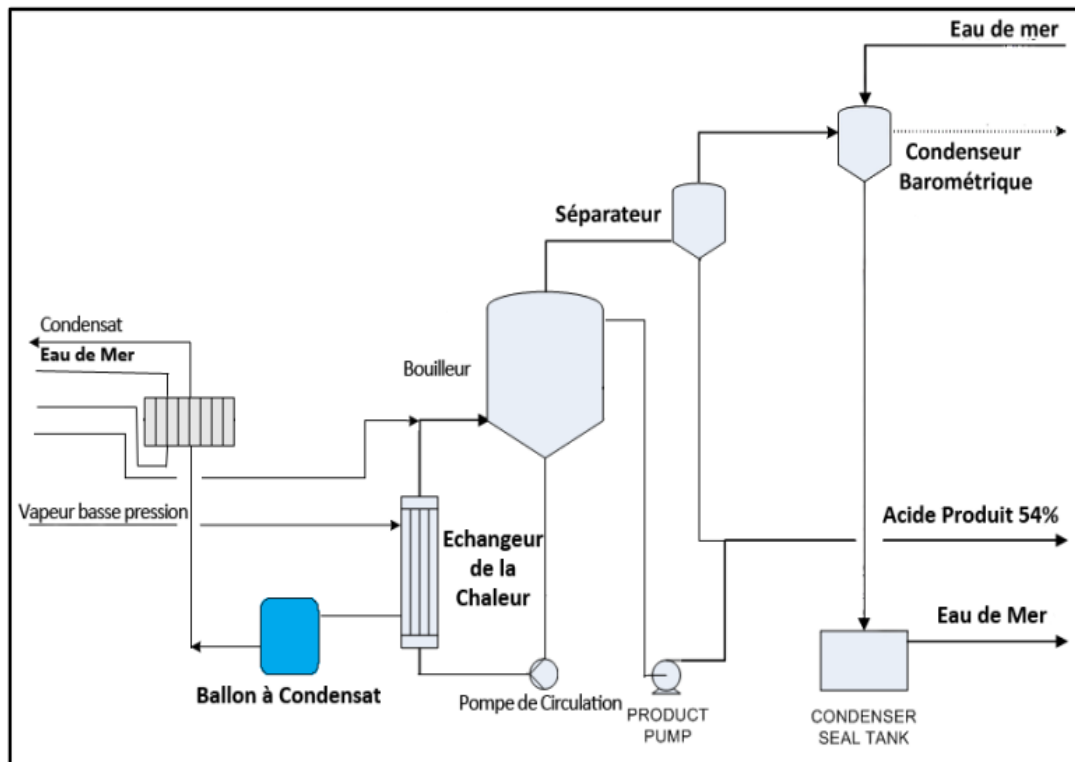 Eau de mer
Condenseur
Barométrique
Séparateur
Condensat
Eau de Mer
Bouilleur
Vapeur basse pression
Echangeur
de la
Chaleur
Acide Produit 54%
Eau de Mer
Ballon à Condensat
Pompe de Circulation
PRODUCT
PUMP
CONDENSER
SEAL TANK